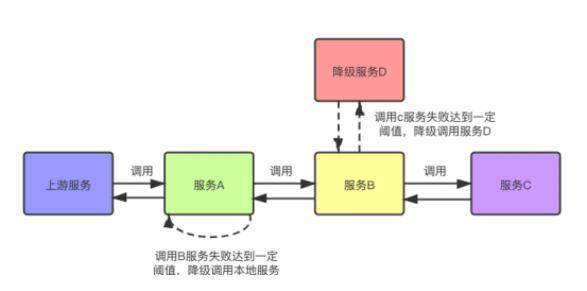 降级服务D
调用c服务失败达到一定
阈值，降级调用服务D
上游服务
调用
服务A
调用
服务B
调用
服务C
调用B服务失败达到一定
阈值，降级调用本地服务